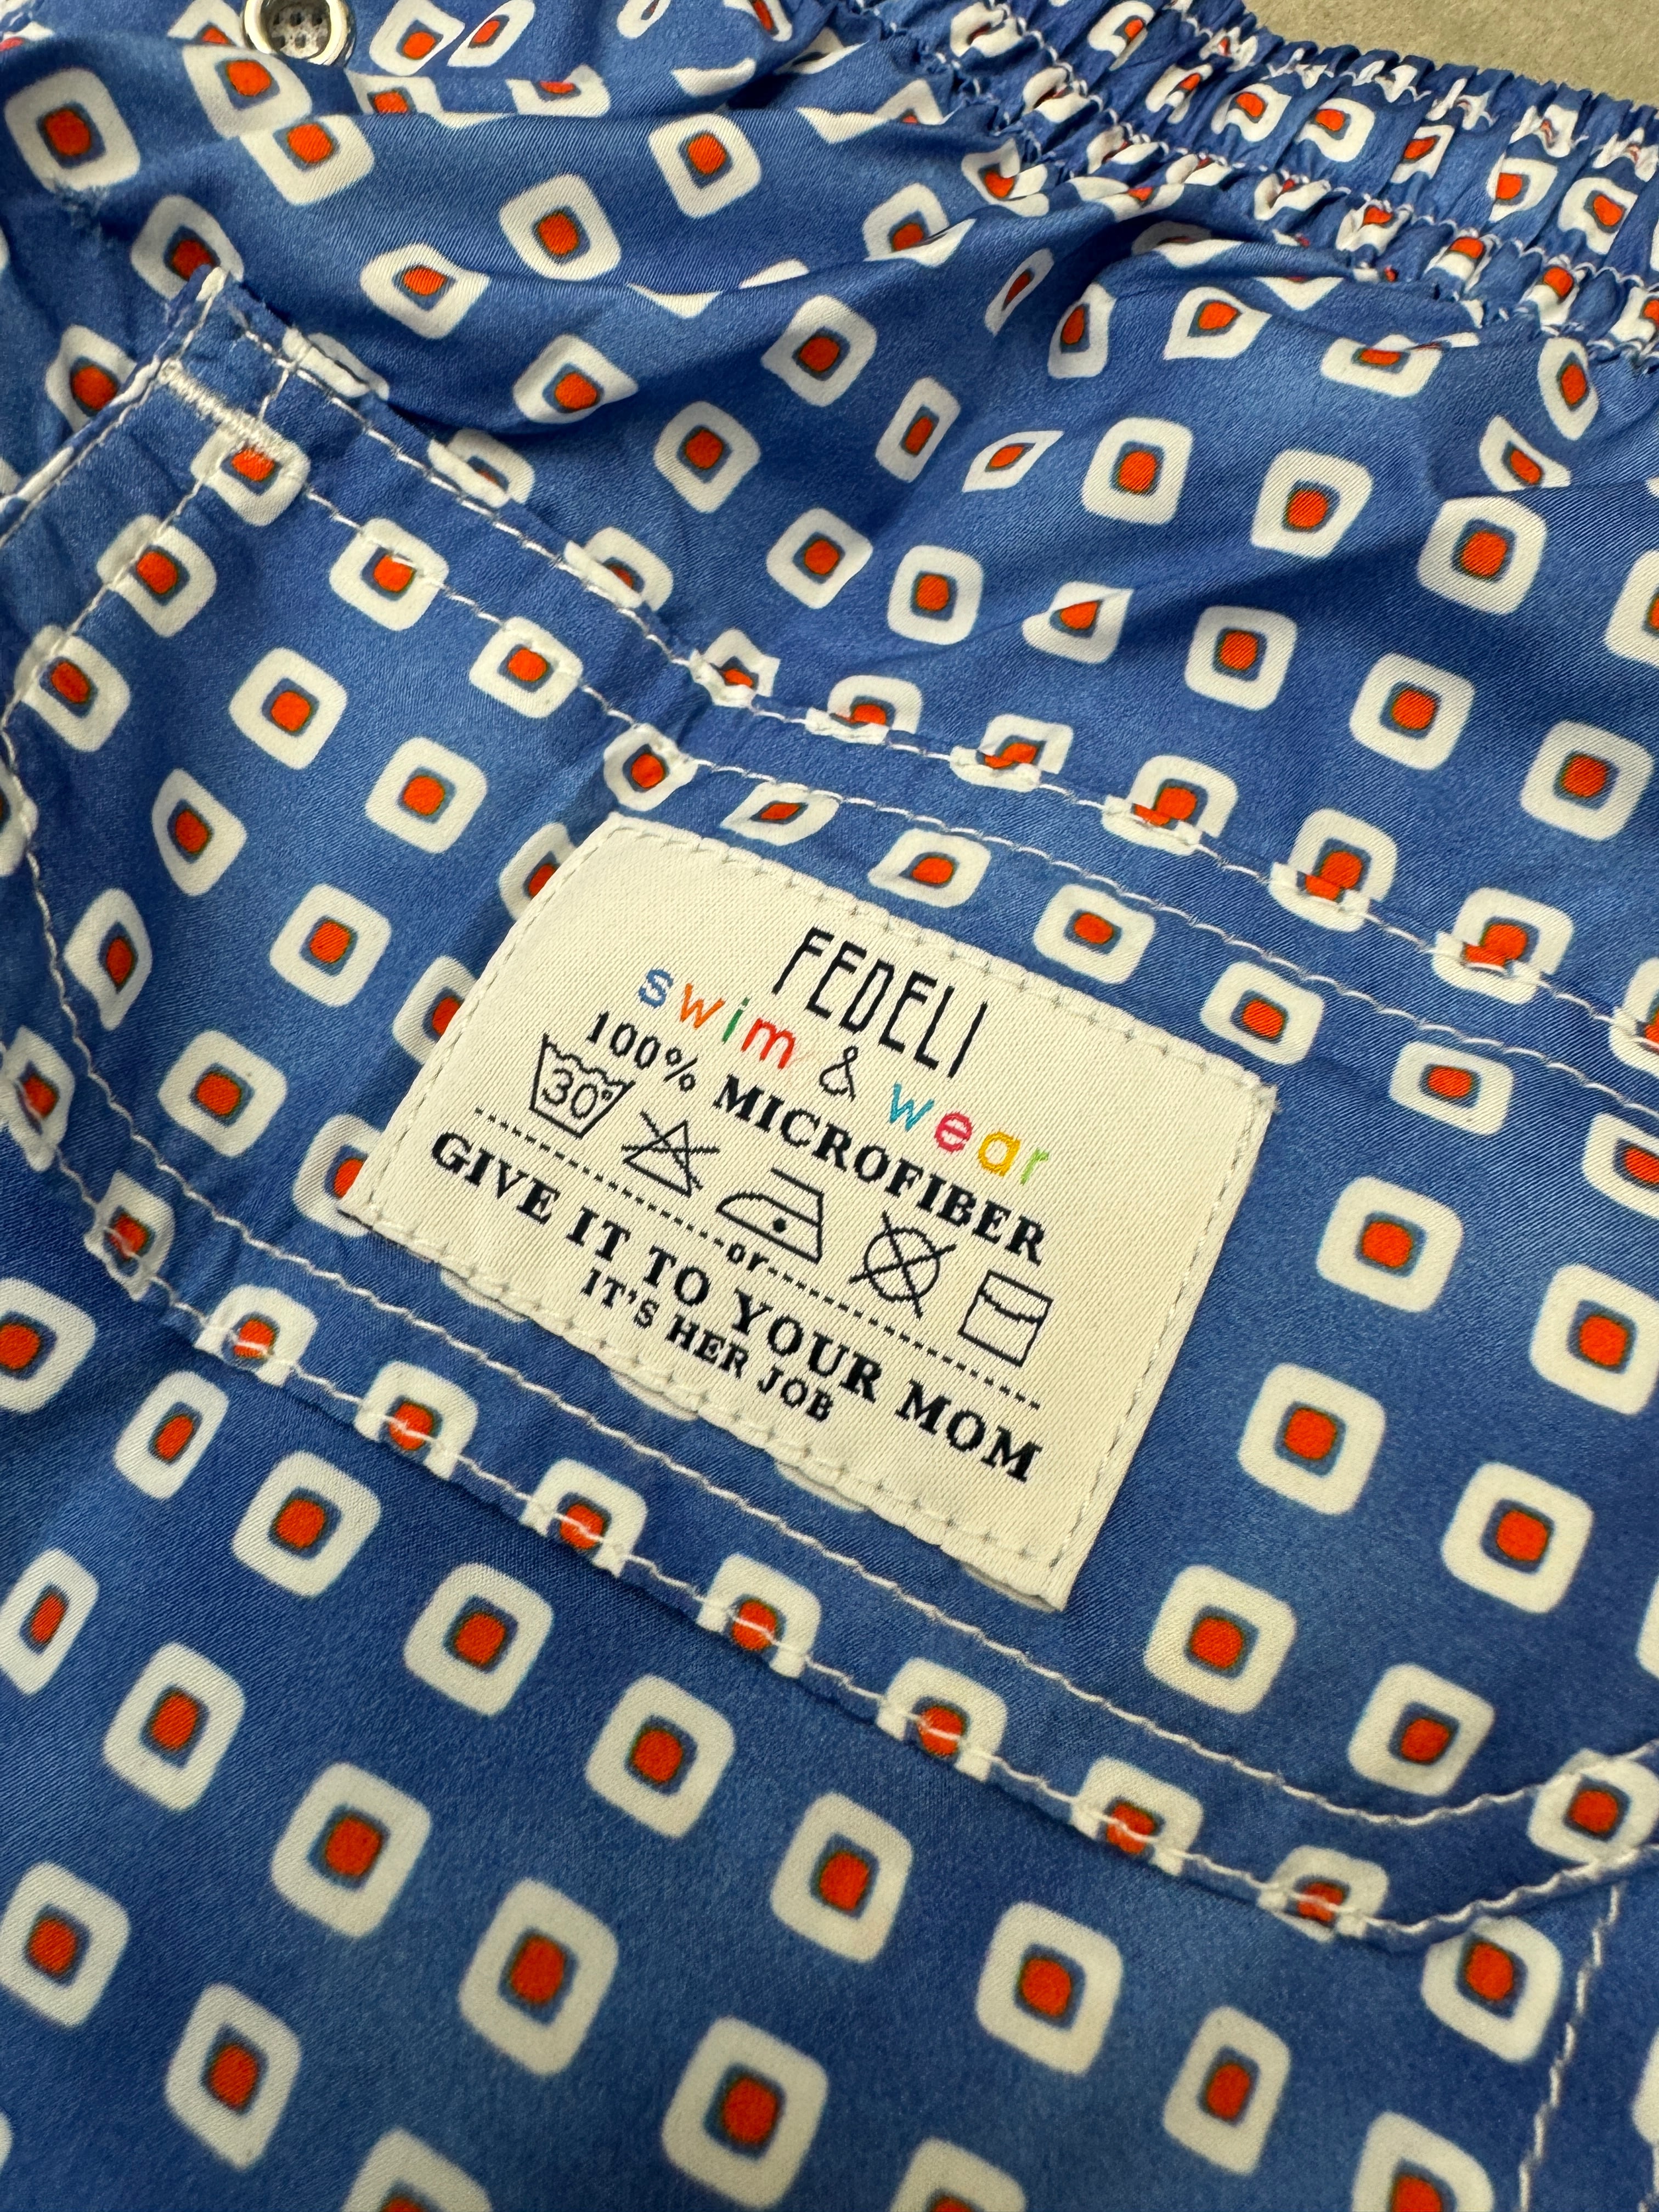 FEDELI
swim & wear
100% MICROFIBER
30°
or
GIVE IT TO YOUR MOM
IT'S HER JOB